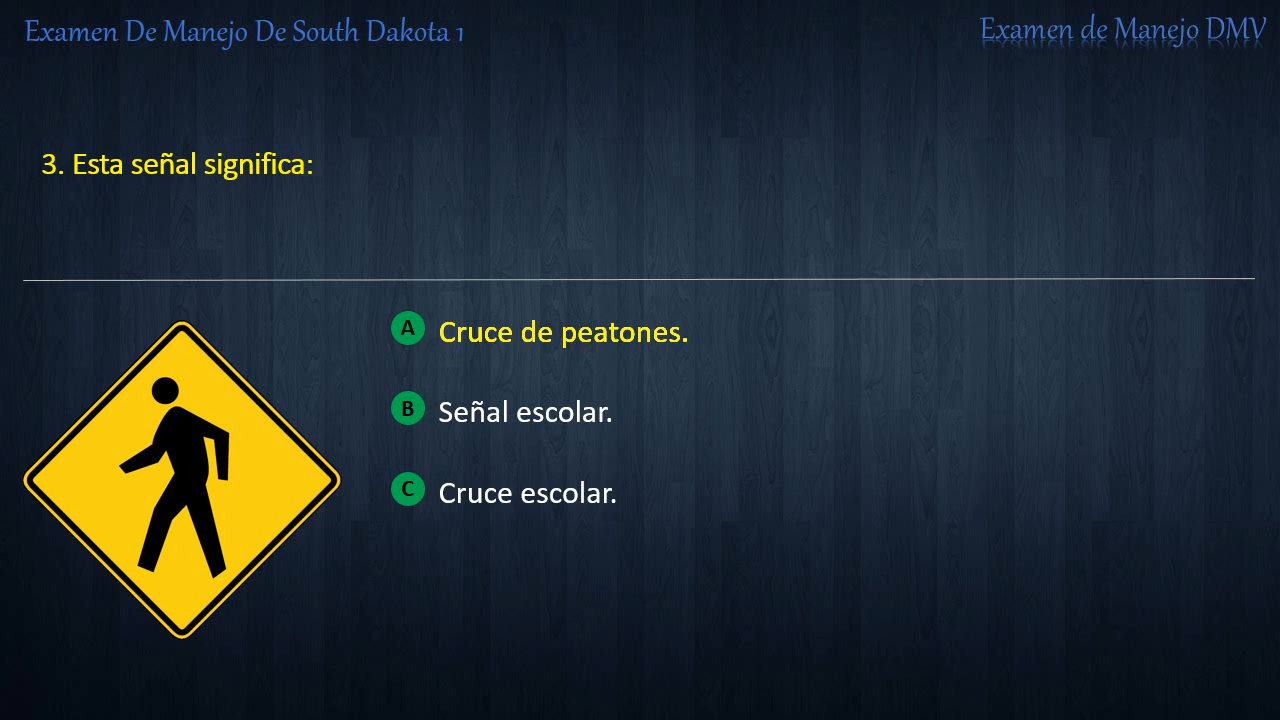 Examen De Manejo De South Dakota 1
Examen de Manejo DMV
3. Esta señal significa:
A Cruce de peatones.
B Señal escolar.
C Cruce escolar.